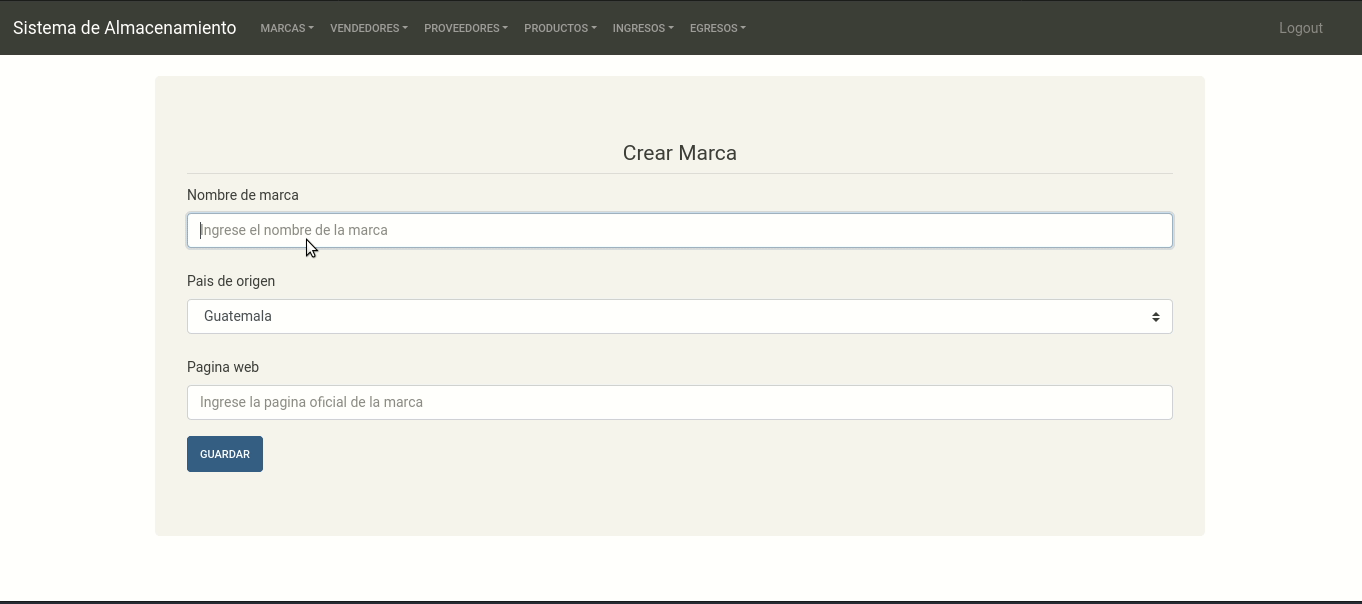 Sistema de Almacenamiento MARCAS VENDEDORES PROVEEDORES PRODUCTOS INGRESOS EGRESOS Logout
Crear Marca
Nombre de marca
Ingrese el nombre de la marca
Pais de origen
Guatemala
Pagina web
Ingrese la pagina oficial de la marca
GUARDAR